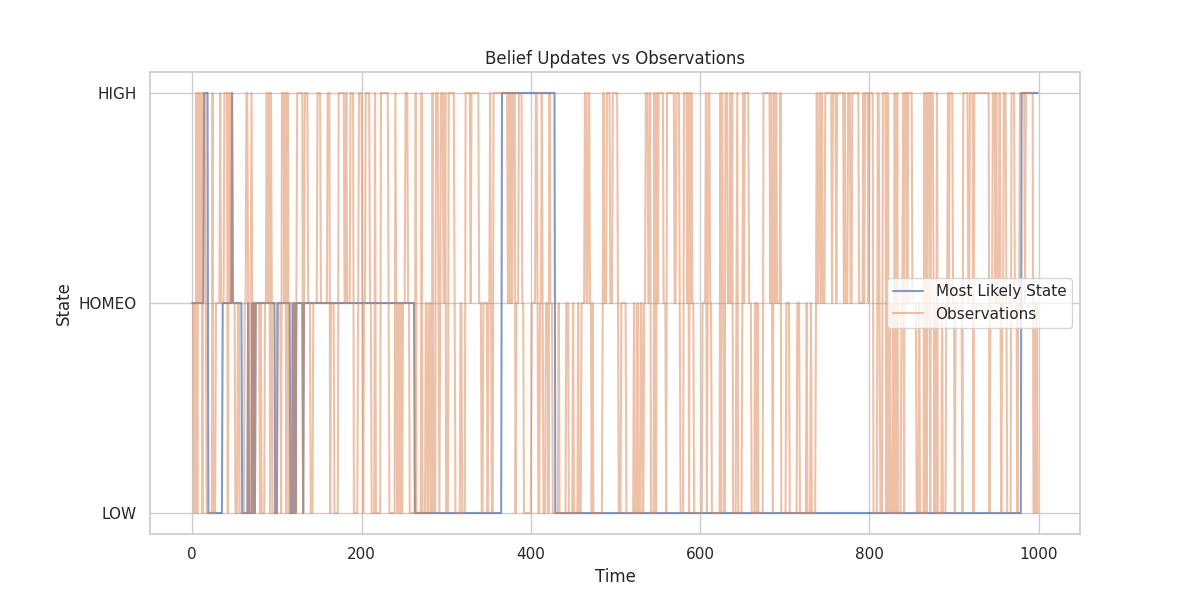 Belief Updates vs Observations
HIGH
HOMEO
LOW
State
Most Likely State
Observations
0 200 400 600 800 1000
Time